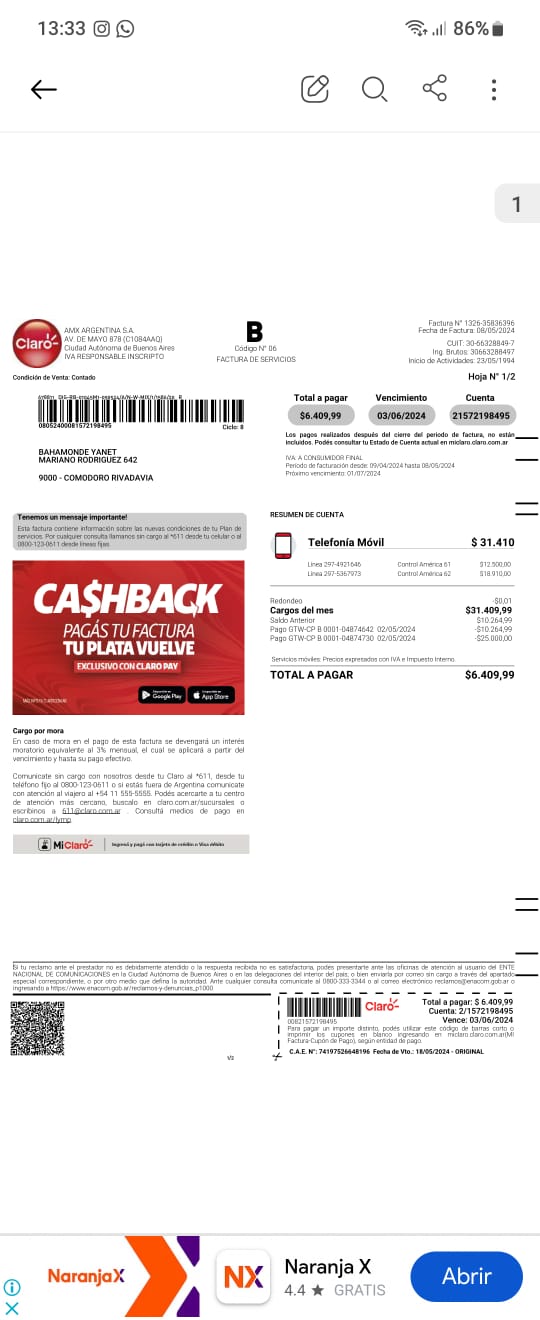 13:33 86%
1
Claro
AMX ARGENTINA S.A.
AV. DE MAYO 878 (C1084AAQ)
Ciudad Autónoma de Buenos Aires
IVA RESPONSABLE INSCRIPTO
B
Código N° 06
FACTURA DE SERVICIOS
Factura N° 1326-35836396
Fecha de Factura: 08/05/2024
CUIT: 30-66328849-7
Ing. Brutos: 30663288497
Inicio de Actividades: 23/05/1994
Condición de Venta: Contado
Hoja N° 1/2
08052400081572198495
Ciclo: 8
Total a pagar Vencimiento Cuenta
$6.409,99 03/06/2024 21572198495
Los pagos realizados después del cierre del periodo de factura, no están
incluidos. Podés consultar tu Estado de Cuenta actual en miclaro.claro.com.ar
BAHAMONDE YANET
MARIANO RODRIGUEZ 642
9000 - COMODORO RIVADAVIA
IVA: A CONSUMIDOR FINAL
Período de facturación desde: 09/04/2024 hasta 08/05/2024
Próximo vencimiento: 01/07/2024
Tenemos un mensaje importante!
Esta factura contiene información sobre las nuevas condiciones de tu Plan de
servicios. Por cualquier consulta llamanos sin cargo al *611 desde tu celular o al
0800-123-0611 desde líneas fijas
CA$HBACK
PAGÁS TU FACTURA
TU PLATA VUELVE
EXCLUSIVO CON CLARO PAY
Google Play
App Store
RESUMEN DE CUENTA
Telefonía Móvil $ 31.410
Línea 297-4921646 Control América 61 $12.500,00
Línea 297-5367973 Control América 62 $18.910,00
Redondeo -$0,01
Cargos del mes $31.409,99
Saldo Anterior $10.264,99
Pago GTW-CP B 0001-04874642 02/05/2024 -$10.264,99
Pago GTW-CP B 0001-04874730 02/05/2024 -$25.000,00
Servicios móviles: Precios expresados con IVA e Impuesto Interno.
TOTAL A PAGAR $6.409,99
Cargo por mora
En caso de mora en el pago de esta factura se devengará un interés
moratorio equivalente al 3% mensual, el cual se aplicará a partir del
vencimiento y hasta su pago efectivo.
Comunicate sin cargo con nosotros desde tu Claro al *611, desde tu
teléfono fijo al 0800-123-0611 o si estás fuera de Argentina comunicate
con atención al viajero al +54 11 555-5555. Podés acercarte a tu centro
de atención más cercano, buscalo en claro.com.ar/sucursales o
escribinos a 611@claro.com.ar . Consultá medios de pago en
claro.com.ar/lymp
MiClaro Ingresá y pagá con tarjeta de crédito o Visa débito
Si tu reclamo ante el prestador no es debidamente atendido o la respuesta recibida no es satisfactoria, podes presentarte ante las oficinas de atención al usuario del ENTE
NACIONAL DE COMUNICACIONES en la Ciudad Autónoma de Buenos Aires o en las delegaciones del interior del país, o bien enviarla por correo sin cargo a través del apartado
especial correspondiente, o por otro medio que defina la autoridad. Ante cualquier consulta comunicate al 0800-333-3344 o al correo electrónico reclamos@enacom.gob.ar o
ingresando a https://www.enacom.gob.ar/reclamos-y-denuncias_p1000
Claro
00821572198495
Total a pagar: $ 6.409,99
Cuenta: 2/1572198495
Vence: 03/06/2024
Para pagar un importe distinto, podés utilizar este código de barras corto o
imprimir los cupones en blanco ingresando en miclaro.claro.com.ar(Mi
Factura-Cupón de Pago), según entidad de pago.
1/2
C.A.E. N°: 74197526648196 Fecha de Vto.: 18/05/2024 - ORIGINAL
NaranjaX
NX
Naranja X
4.4 ★ GRATIS
Abrir